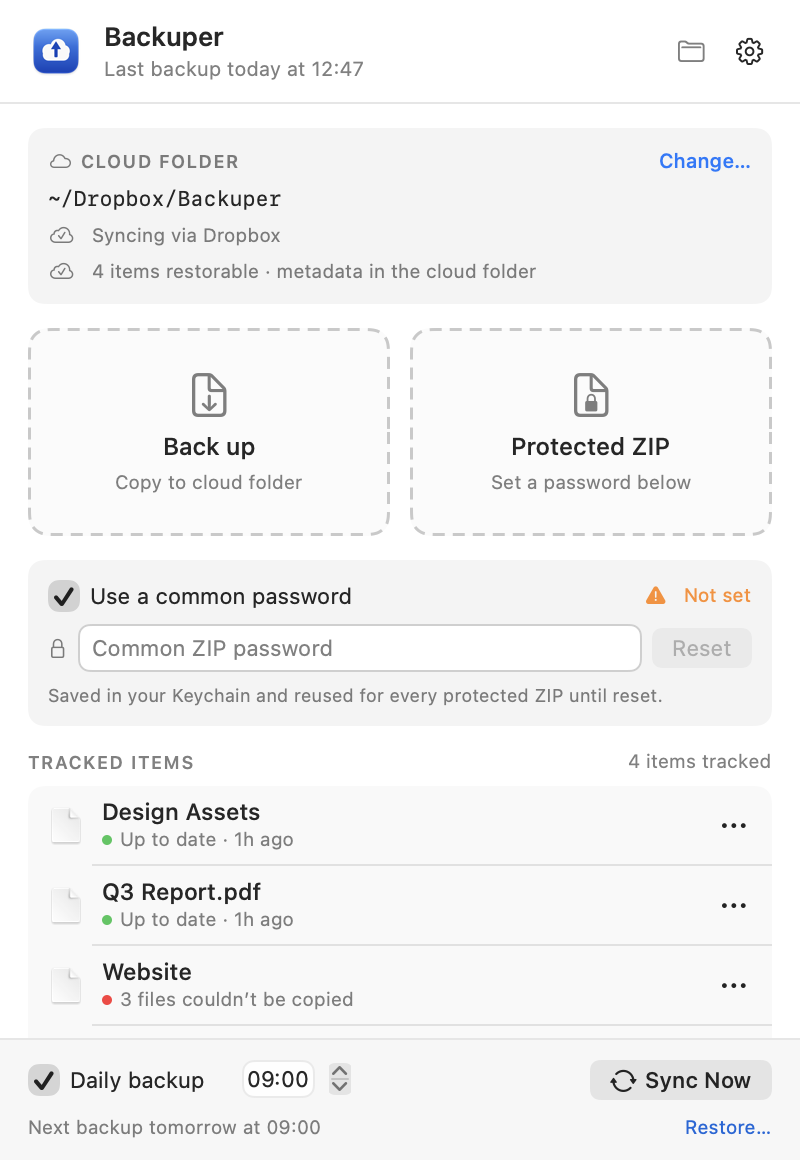 Backuper
Last backup today at 12:47
CLOUD FOLDER
Change...
~/Dropbox/Backuper
Syncing via Dropbox
4 items restorable · metadata in the cloud folder
Back up
Copy to cloud folder
Protected ZIP
Set a password below
Use a common password
Not set
Common ZIP password
Reset
Saved in your Keychain and reused for every protected ZIP until reset.
TRACKED ITEMS
4 items tracked
Design Assets
Up to date · 1h ago
Q3 Report.pdf
Up to date · 1h ago
Website
3 files couldn’t be copied
Daily backup
09:00
Sync Now
Next backup tomorrow at 09:00
Restore...